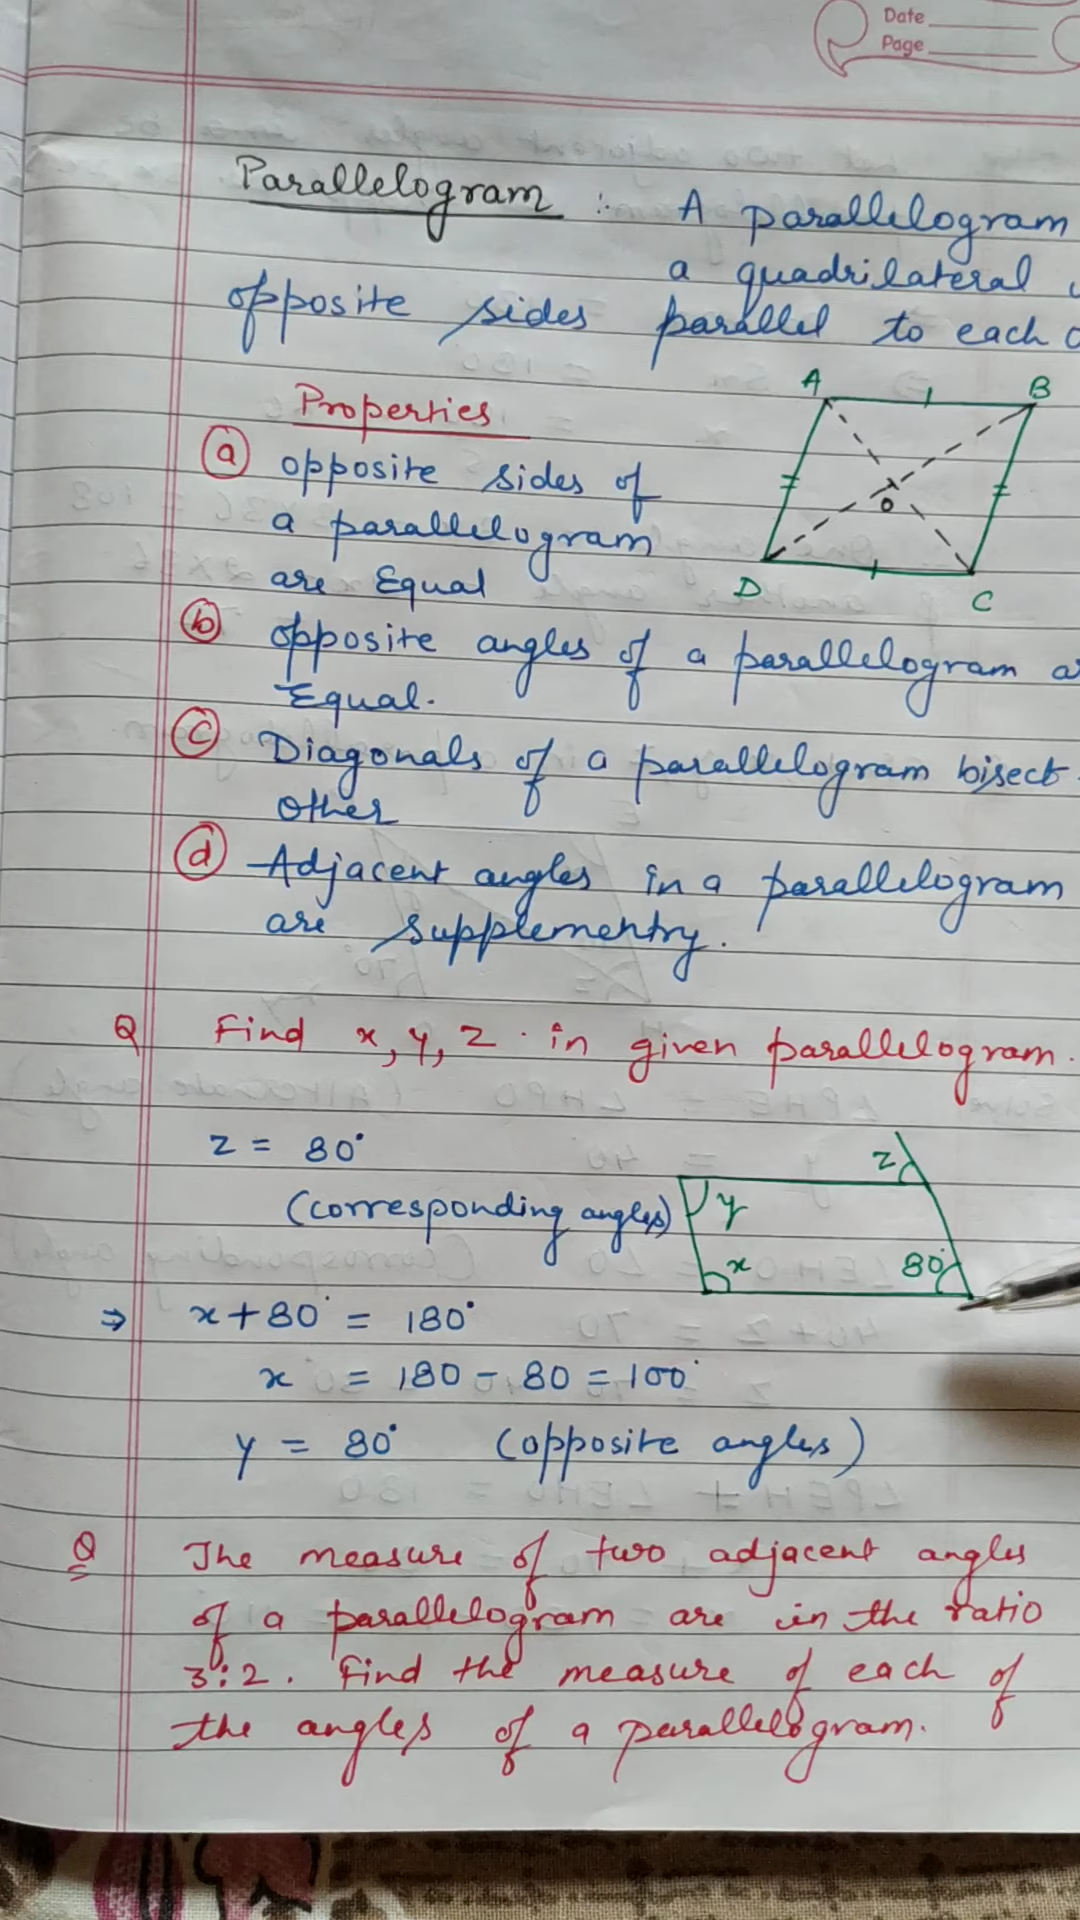 Date
Page
Parallelogram :- A parallelogram
a quadrilateral
opposite sides parallel to each
A B
Properties
(a) opposite sides of
a parallelogram
O
are Equal
D C
(b) opposite angles of a parallelogram
Equal.
(c) Diagonals of a parallelogram bisect
other
(d) Adjacent angles in a parallelogram
are supplementry.
Q Find x, y, z . in given parallelogram.
z = 80°
z
(corresponding angles)
y
x 80°
⇒ x + 80° = 180°
x = 180 - 80 = 100°
y = 80° (opposite angles)
Q The measure of two adjacent angles
of a parallelogram are in the ratio
3:2. Find the measure of each of
the angles of a parallelogram.